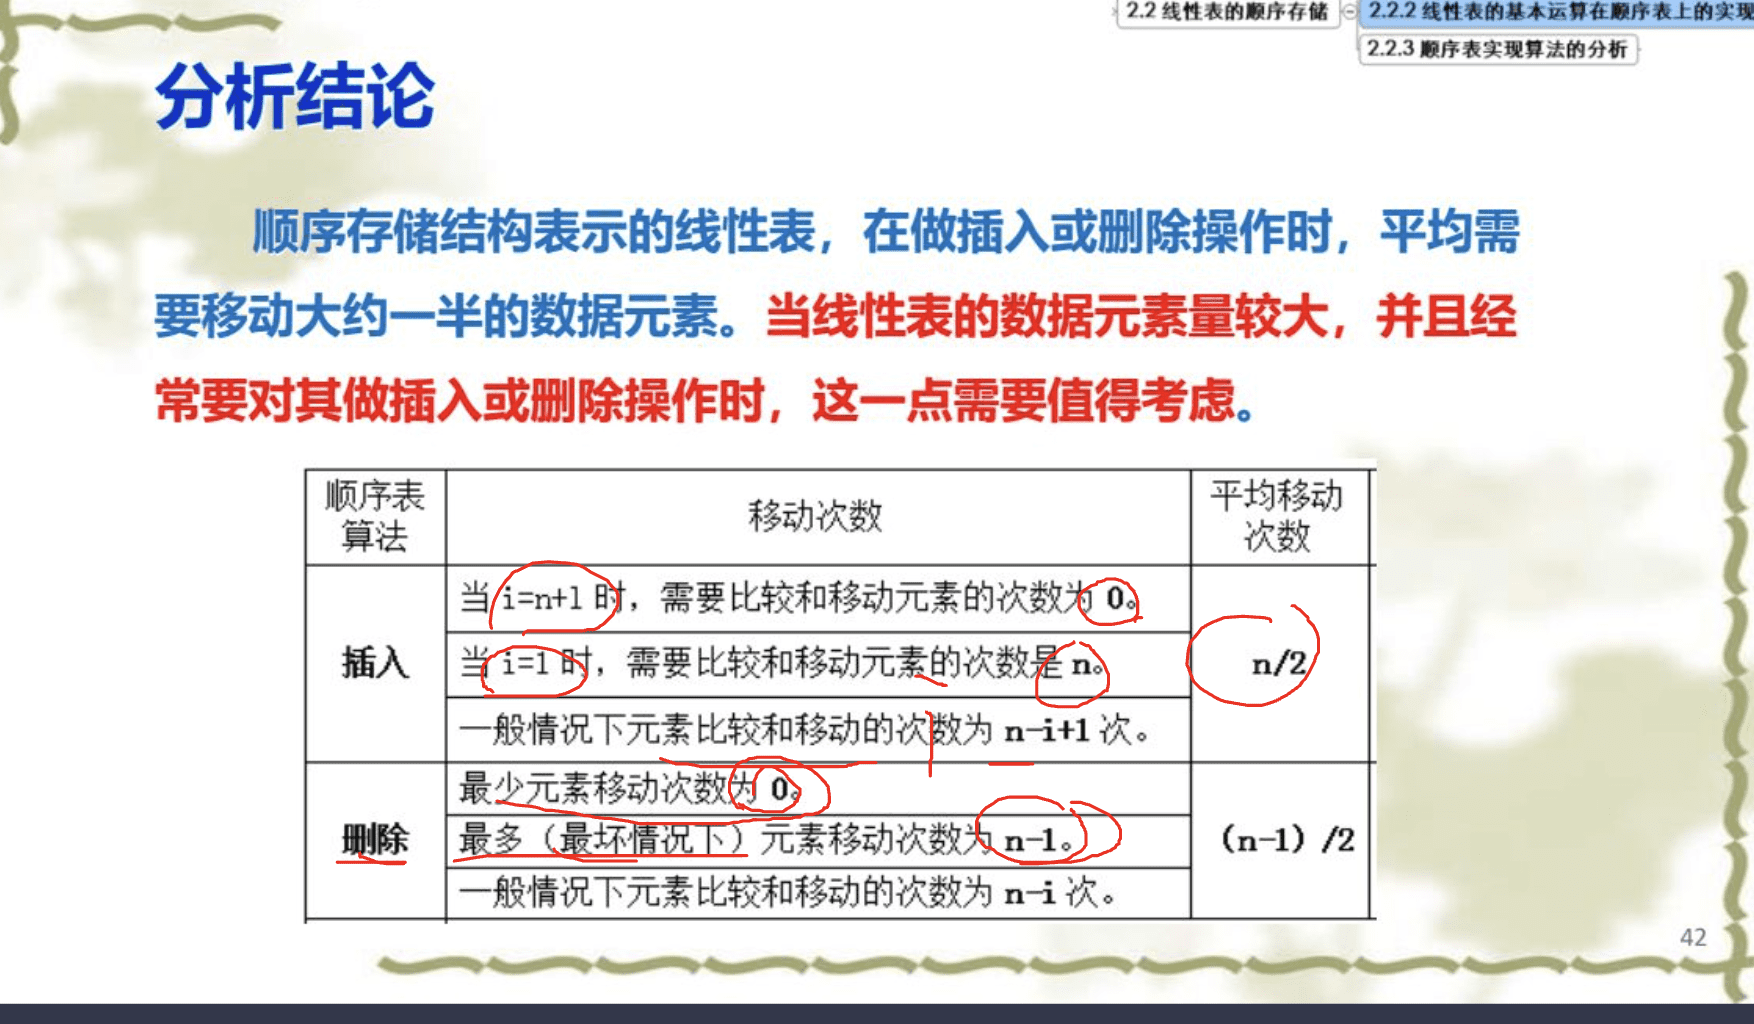 2.2 线性表的顺序存储
2.2.2 线性表的基本运算在顺序表上的实现
2.2.3 顺序表实现算法的分析
分析结论
顺序存储结构表示的线性表，在做插入或删除操作时，平均需
要移动大约一半的数据元素。当线性表的数据元素量较大，并且经
常要对其做插入或删除操作时，这一点需要值得考虑。
顺序表
算法
移动次数
平均移动
次数
插入
当 i=n+1 时，需要比较和移动元素的次数为 0。
当 i=1 时，需要比较和移动元素的次数是 n。
一般情况下元素比较和移动的次数为 n-i+1 次。
n/2
删除
最少元素移动次数为 0。
最多（最坏情况下）元素移动次数为 n-1。
一般情况下元素比较和移动的次数为 n-i 次。
（n-1）/2
42